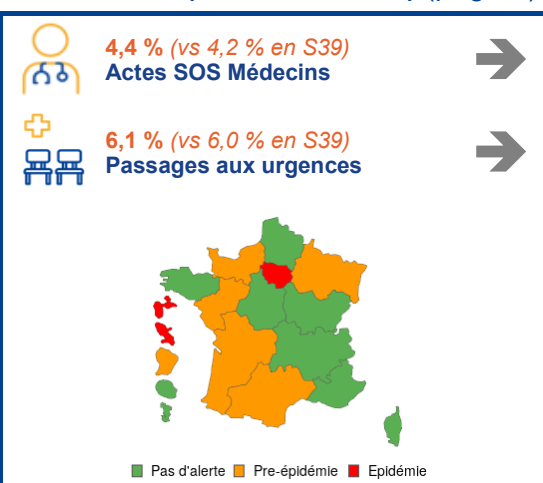 4,4 % (vs 4,2 % en S39)
Actes SOS Médecins
6,1 % (vs 6,0 % en S39)
Passages aux urgences
Pas d'alerte Pre-épidémie Epidémie